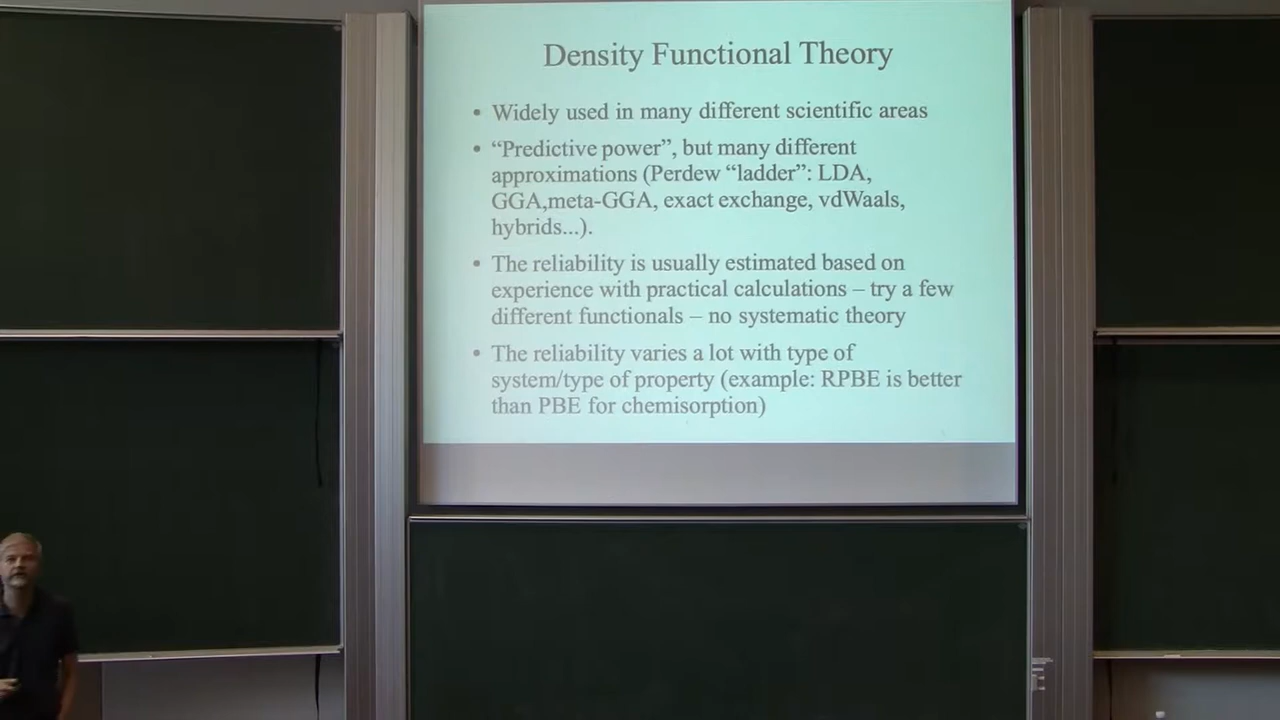 Density Functional Theory
• Widely used in many different scientific areas
• “Predictive power”, but many different
approximations (Perdew “ladder”: LDA,
GGA,meta-GGA, exact exchange, vdWaals,
hybrids...).
• The reliability is usually estimated based on
experience with practical calculations – try a few
different functionals – no systematic theory
• The reliability varies a lot with type of
system/type of property (example: RPBE is better
than PBE for chemisorption)